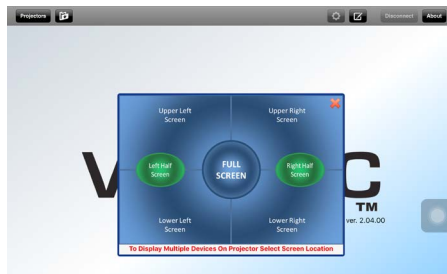 Projectors
Disconnect
About
Upper Left
Screen
Upper Right
Screen
Left Half
Screen
FULL
SCREEN
Right Half
Screen
Lower Left
Screen
Lower Right
Screen
To Display Multiple Devices On Projector Select Screen Location
V
C
TM
ver. 2.04.00